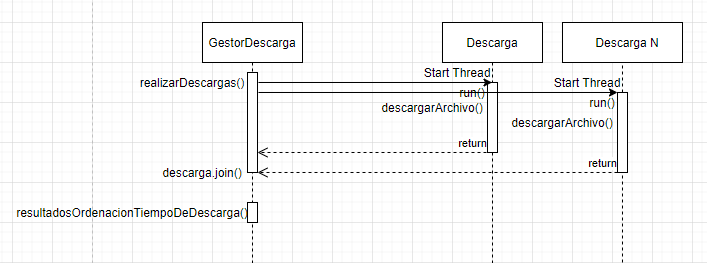 GestorDescarga
Descarga
Descarga N
Start Thread
realizarDescargas()
Start Thread
run()
run()
descargarArchivo()
descargarArchivo()
return
return
descarga.join()
resultadosOrdenacionTiempoDeDescarga()